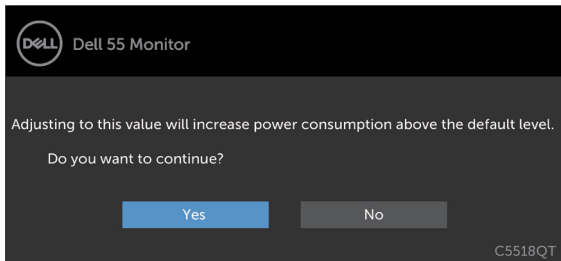 DELL Dell 55 Monitor
Adjusting to this value will increase power consumption above the default level.
Do you want to continue?
Yes No
C5518QT